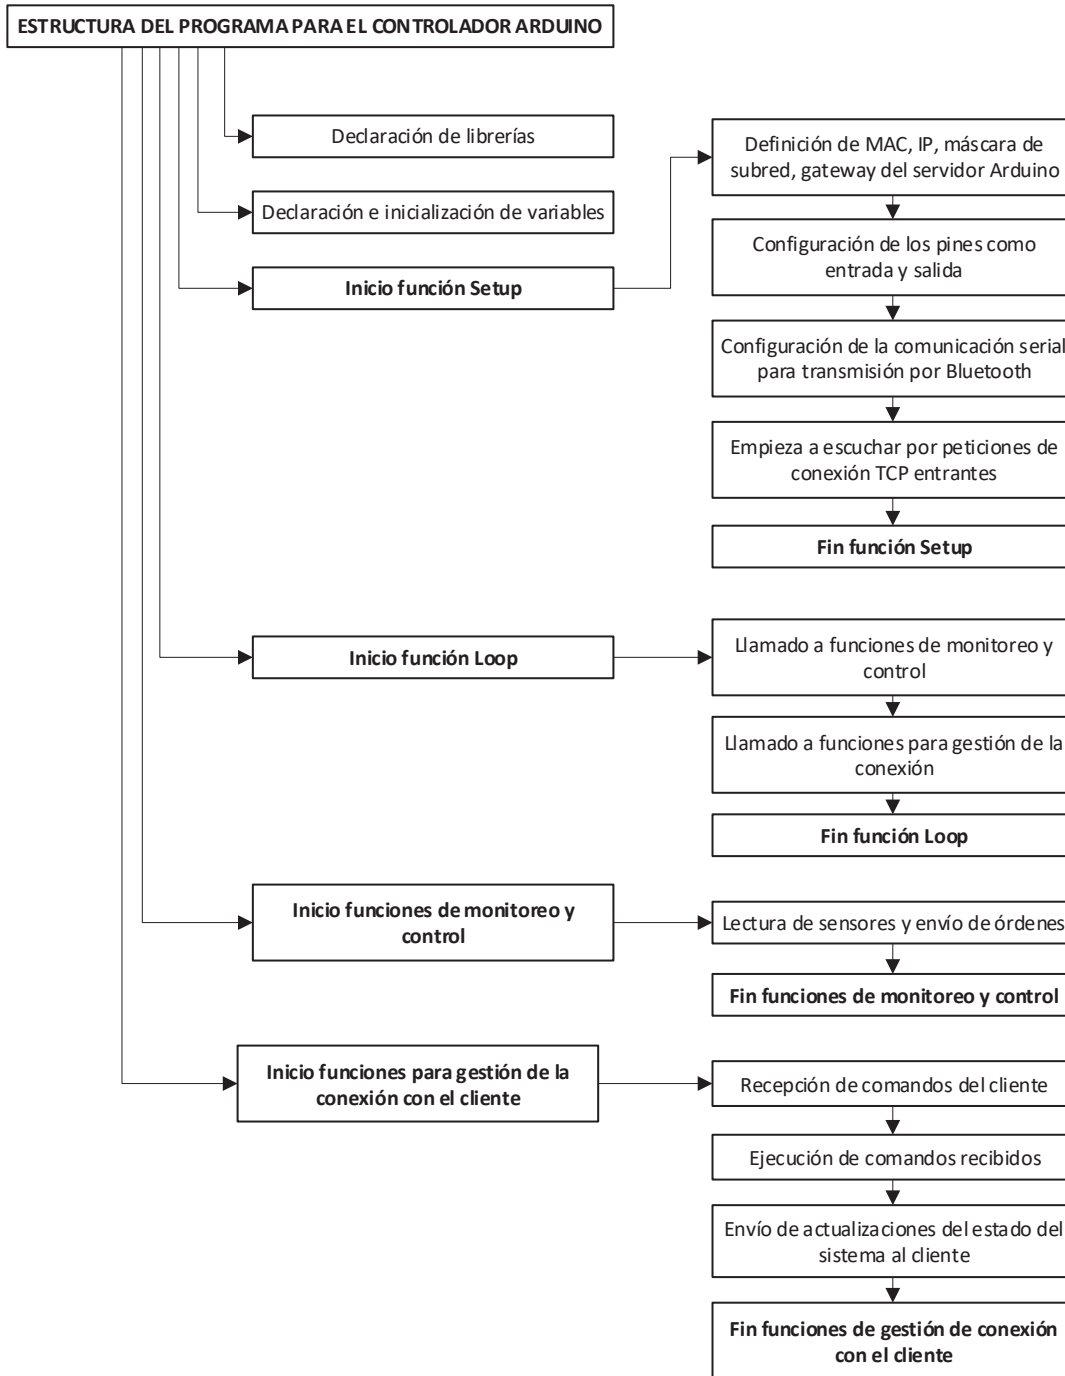 ESTRUCTURA DEL PROGRAMA PARA EL CONTROLADOR ARDUINO
Declaración de librerías
Declaración e inicialización de variables
Inicio función Setup
Definición de MAC, IP, máscara de
subred, gateway del servidor Arduino
Configuración de los pines como
entrada y salida
Configuración de la comunicación serial
para transmisión por Bluetooth
Empieza a escuchar por peticiones de
conexión TCP entrantes
Fin función Setup
Inicio función Loop
Llamado a funciones de monitoreo y
control
Llamado a funciones para gestión de la
conexión
Fin función Loop
Inicio funciones de monitoreo y
control
Lectura de sensores y envío de órdenes
Fin funciones de monitoreo y control
Inicio funciones para gestión de la
conexión con el cliente
Recepción de comandos del cliente
Ejecución de comandos recibidos
Envío de actualizaciones del estado del
sistema al cliente
Fin funciones de gestión de conexión
con el cliente